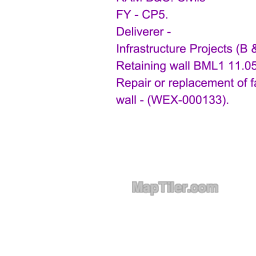 FY - CP5.
Deliverer -
Infrastructure Projects (B &
Retaining wall BML1 11.05
Repair or replacement of fa
wall - (WEX-000133).
MapTiler.com